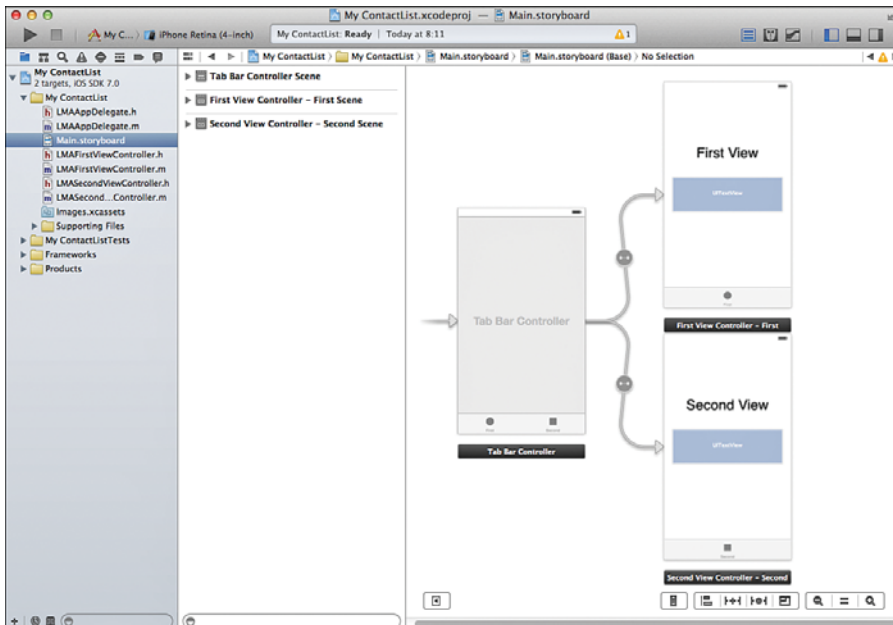 My ContactList.xcodeproj — Main.storyboard
My C... iPhone Retina (4-inch)
My ContactList: Ready | Today at 8:11
1
My ContactList
My ContactList
Main.storyboard
Main.storyboard (Base)
No Selection
My ContactList
2 targets, iOS SDK 7.0
My ContactList
LMAAppDelegate.h
LMAAppDelegate.m
Main.storyboard
LMAFirstViewController.h
LMAFirstViewController.m
LMASecondViewController.h
LMASecond...Controller.m
Images.xcassets
Supporting Files
My ContactListTests
Frameworks
Products
Tab Bar Controller Scene
First View Controller – First Scene
Second View Controller – Second Scene
Tab Bar Controller
First
Second
Tab Bar Controller
First View
UITextView
First
First View Controller – First
Second View
UITextView
Second
Second View Controller – Second